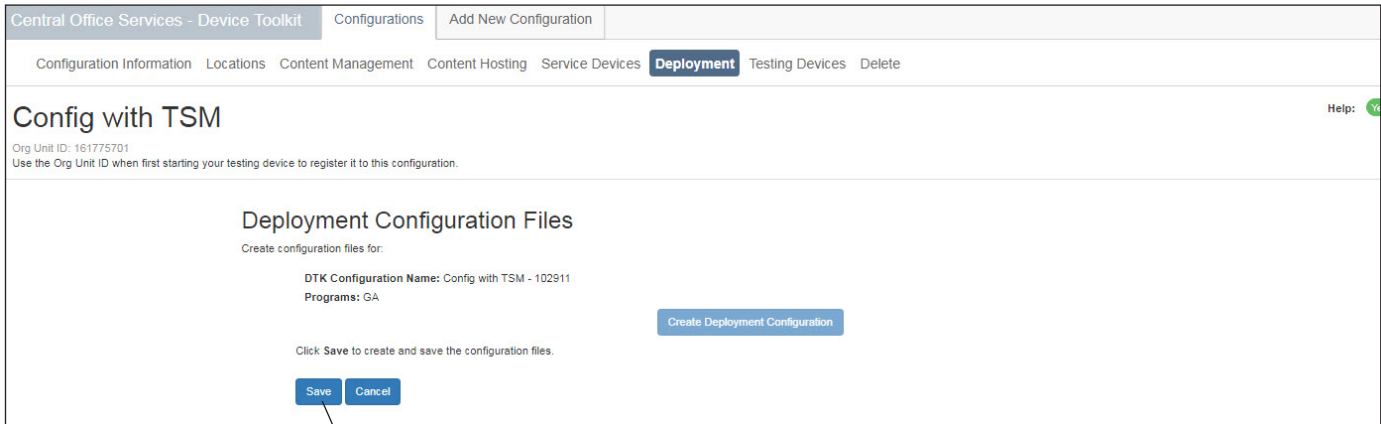 Central Office Services - Device Toolkit Configurations Add New Configuration
Configuration Information Locations Content Management Content Hosting Service Devices Deployment Testing Devices Delete
Config with TSM
Help:
Org Unit ID: 161775701
Use the Org Unit ID when first starting your testing device to register it to this configuration.
Deployment Configuration Files
Create configuration files for:
DTK Configuration Name: Config with TSM - 102911
Programs: GA
Create Deployment Configuration
Click Save to create and save the configuration files.
Save Cancel